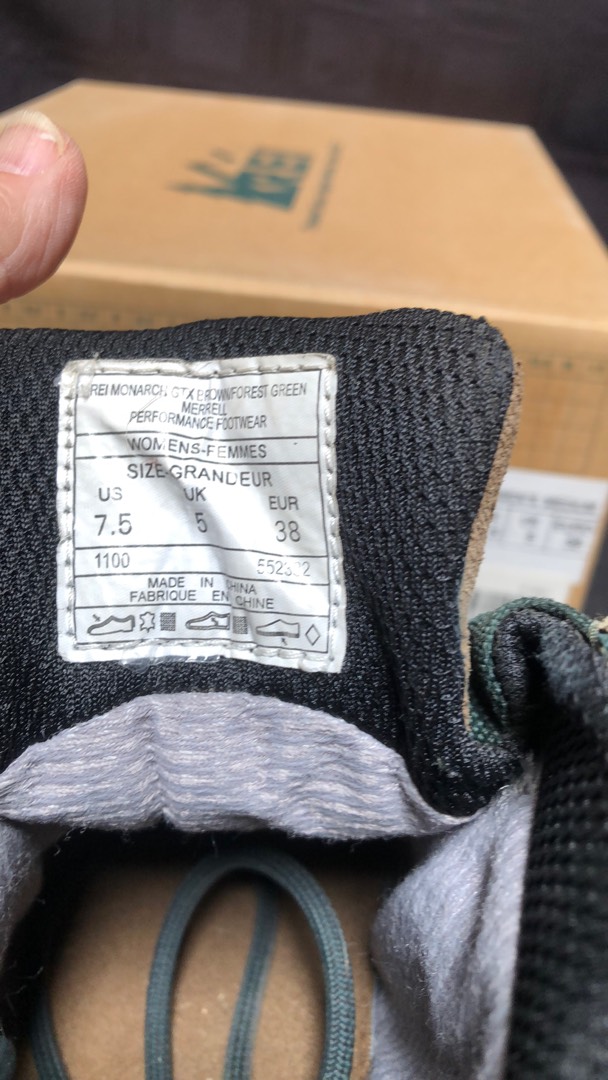 REI
REI MONARCH GTX BROWN/FOREST GREEN
MERRELL
PERFORMANCE FOOTWEAR
WOMENS-FEMMES
SIZE-GRANDEUR
US UK EUR
7.5 5 38
1100
MADE IN CHINA
FABRIQUE EN CHINE